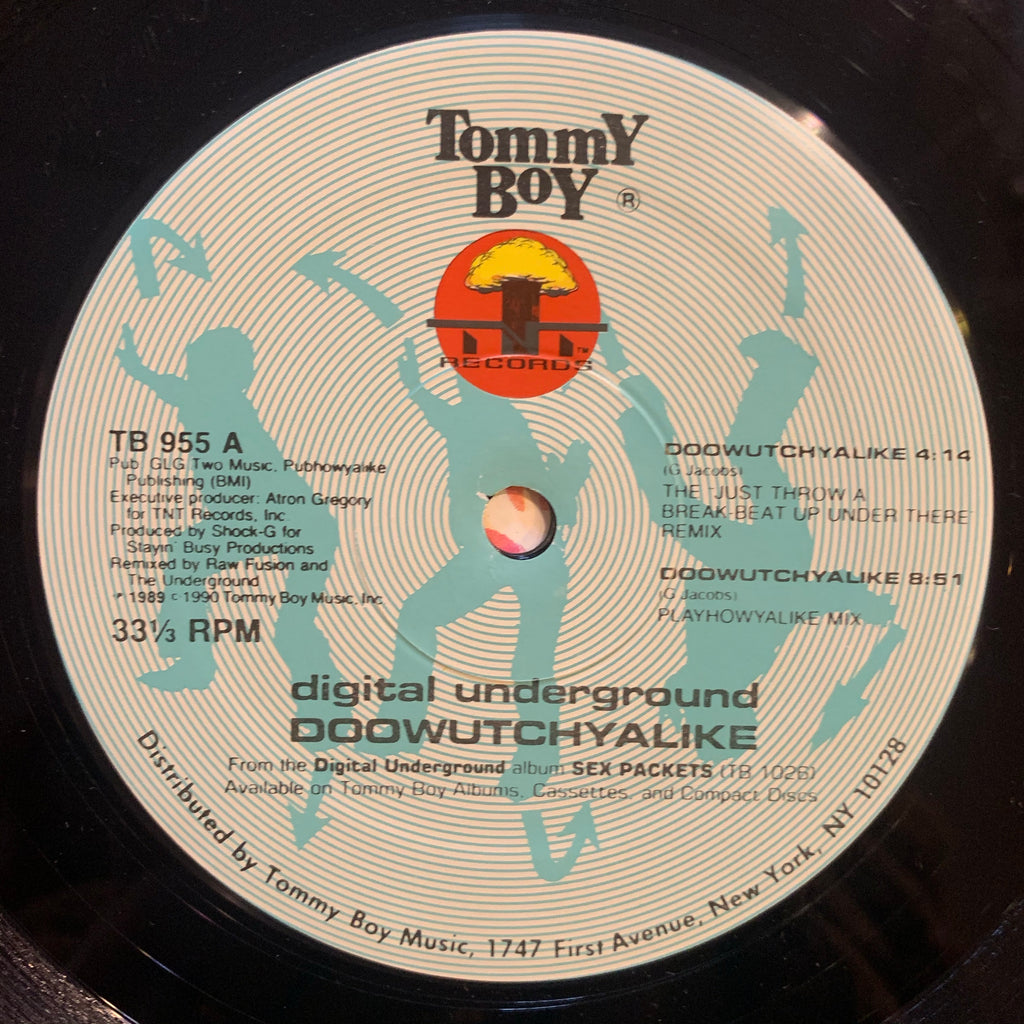 Tommy
Boy ®
TNT ™
RECORDS
TB 955 A
Pub. GLG Two Music, Pubhowyalike
Publishing (BMI)
Executive producer: Atron Gregory
for TNT Records, Inc.
Produced by Shock-G for
Stayin' Busy Productions
Remixed by Raw Fusion and
The Underground
℗ 1989 © 1990 Tommy Boy Music, Inc.
33⅓ RPM
DOOWUTCHYALIKE 4:14
(G Jacobs)
THE "JUST THROW A
BREAK-BEAT UP UNDER THERE"
REMIX
DOOWUTCHYALIKE 8:51
(G Jacobs)
PLAYHOWYALIKE MIX
digital underground
DOOWUTCHYALIKE
From the Digital Underground album SEX PACKETS (TB 1026)
Available on Tommy Boy Albums, Cassettes, and Compact Discs
Distributed by Tommy Boy Music, 1747 First Avenue, New York, NY 10128